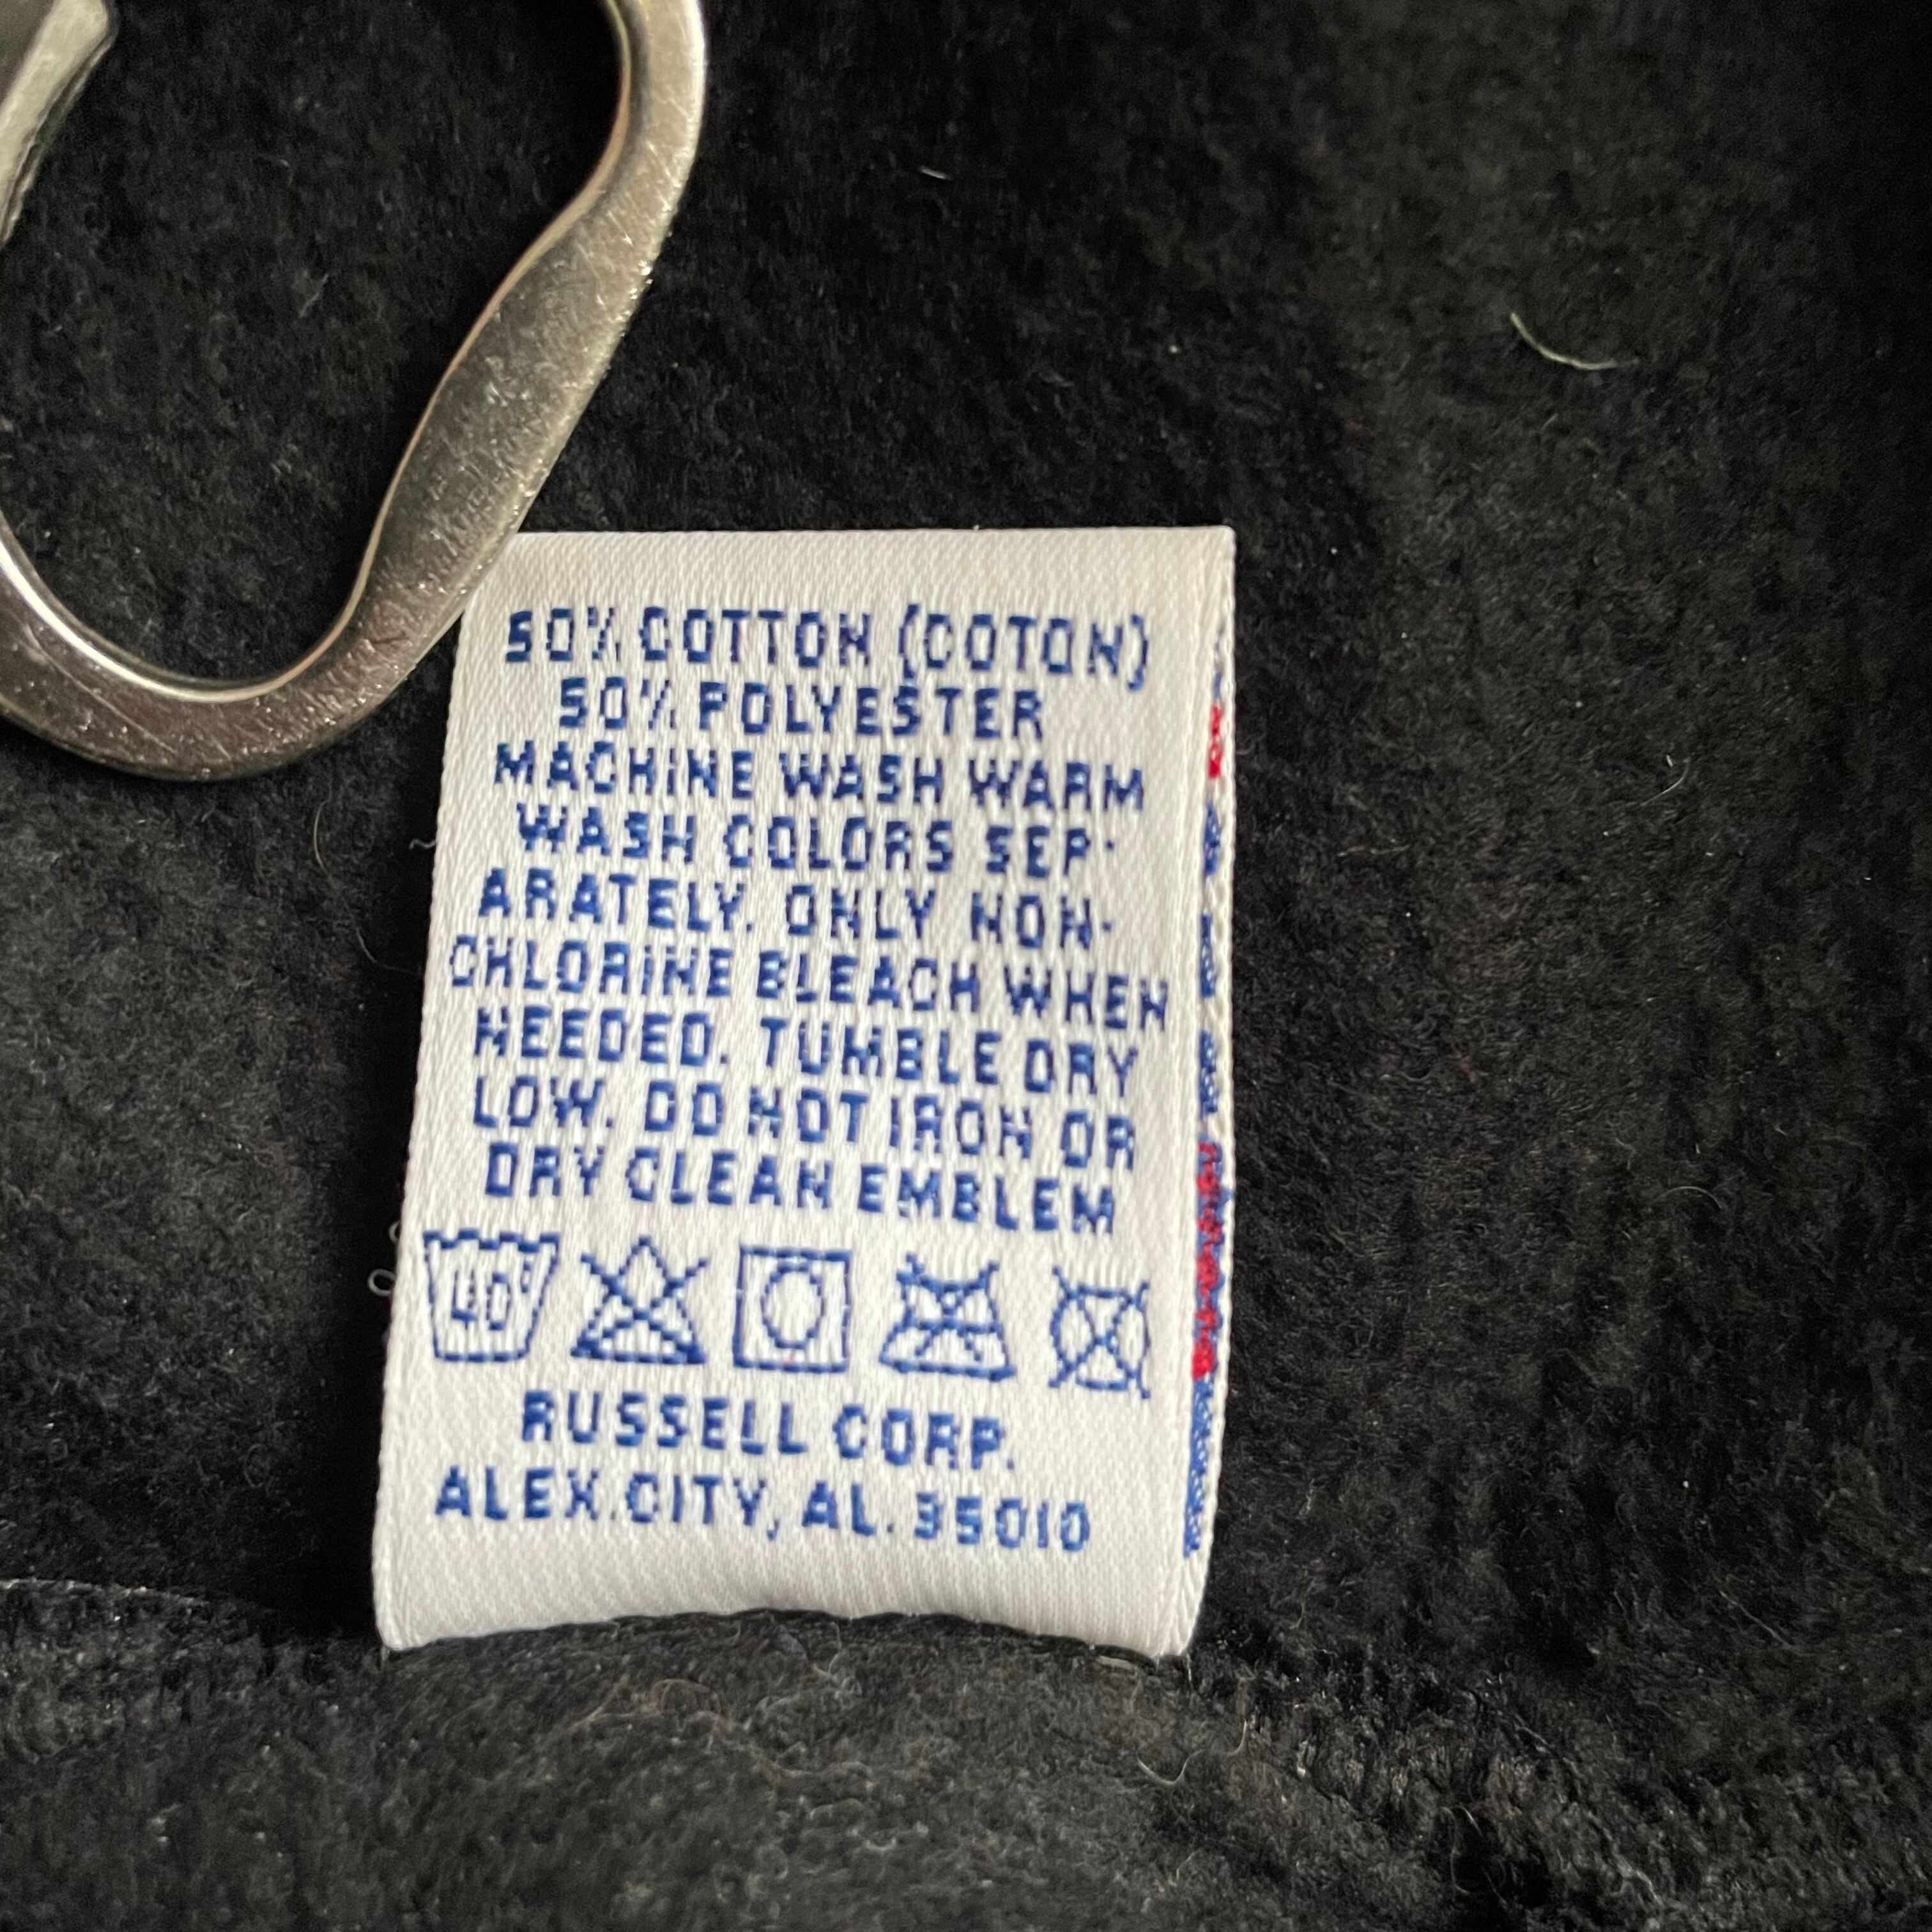 50% COTTON (COTON)
50% POLYESTER
MACHINE WASH WARM
WASH COLORS SEP-
ARATELY. ONLY NON-
CHLORINE BLEACH WHEN
NEEDED. TUMBLE DRY
LOW. DO NOT IRON OR
DRY CLEAN EMBLEM
40°
RUSSELL CORP.
ALEX.CITY, AL. 35010